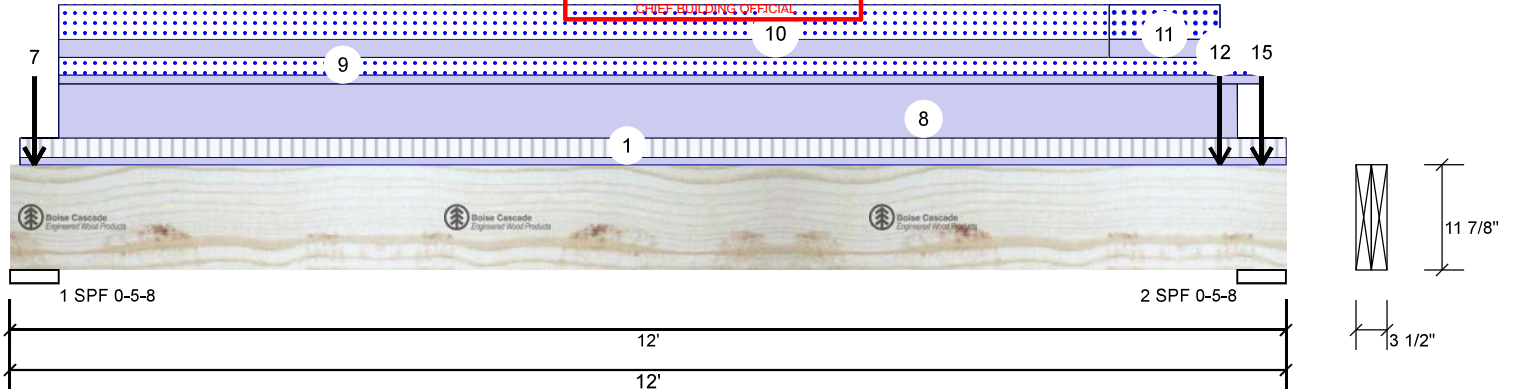 CHIEF BUILDING OFFICIAL
10
11
7
12
15
9
8
1
Boise Cascade
Engineered Wood Products
Boise Cascade
Engineered Wood Products
Boise Cascade
Engineered Wood Products
11 7/8"
1 SPF 0-5-8
2 SPF 0-5-8
12'
3 1/2"
12'